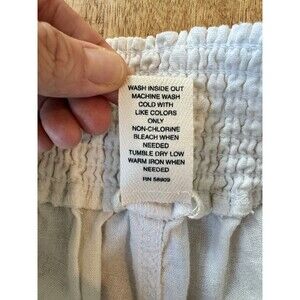 WASH INSIDE OUT
MACHINE WASH
COLD WITH
LIKE COLORS
ONLY
NON-CHLORINE
BLEACH WHEN
NEEDED
TUMBLE DRY LOW
WARM IRON WHEN
NEEDED
RN 58909